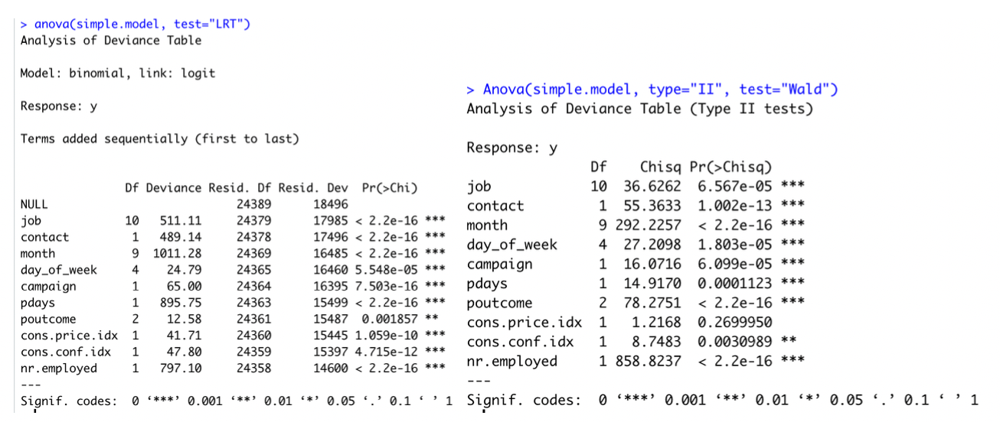 > anova(simple.model, test="LRT")
Analysis of Deviance Table
Model: binomial, link: logit
Response: y
Terms added sequentially (first to last)
Df Deviance Resid. Df Resid. Dev Pr(>Chi)
NULL 24389 18496
job 10 511.11 24379 17985 < 2.2e-16 ***
contact 1 489.14 24378 17496 < 2.2e-16 ***
month 9 1011.28 24369 16485 < 2.2e-16 ***
day_of_week 4 24.79 24365 16460 5.548e-05 ***
campaign 1 65.00 24364 16395 7.503e-16 ***
pdays 1 895.75 24363 15499 < 2.2e-16 ***
poutcome 2 12.58 24361 15487 0.001857 **
cons.price.idx 1 41.71 24360 15445 1.059e-10 ***
cons.conf.idx 1 47.80 24359 15397 4.715e-12 ***
nr.employed 1 797.10 24358 14600 < 2.2e-16 ***
---
Signif. codes: 0 ‘***’ 0.001 ‘**’ 0.01 ‘*’ 0.05 ‘.’ 0.1 ‘ ’ 1
> Anova(simple.model, type="II", test="Wald")
Analysis of Deviance Table (Type II tests)
Response: y
Df Chisq Pr(>Chisq)
job 10 36.6262 6.567e-05 ***
contact 1 55.3633 1.002e-13 ***
month 9 292.2257 < 2.2e-16 ***
day_of_week 4 27.2098 1.803e-05 ***
campaign 1 16.0716 6.099e-05 ***
pdays 1 14.9170 0.0001123 ***
poutcome 2 78.2751 < 2.2e-16 ***
cons.price.idx 1 1.2168 0.2699950
cons.conf.idx 1 8.7483 0.0030989 **
nr.employed 1 858.8237 < 2.2e-16 ***
---
Signif. codes: 0 ‘***’ 0.001 ‘**’ 0.01 ‘*’ 0.05 ‘.’ 0.1 ‘ ’ 1